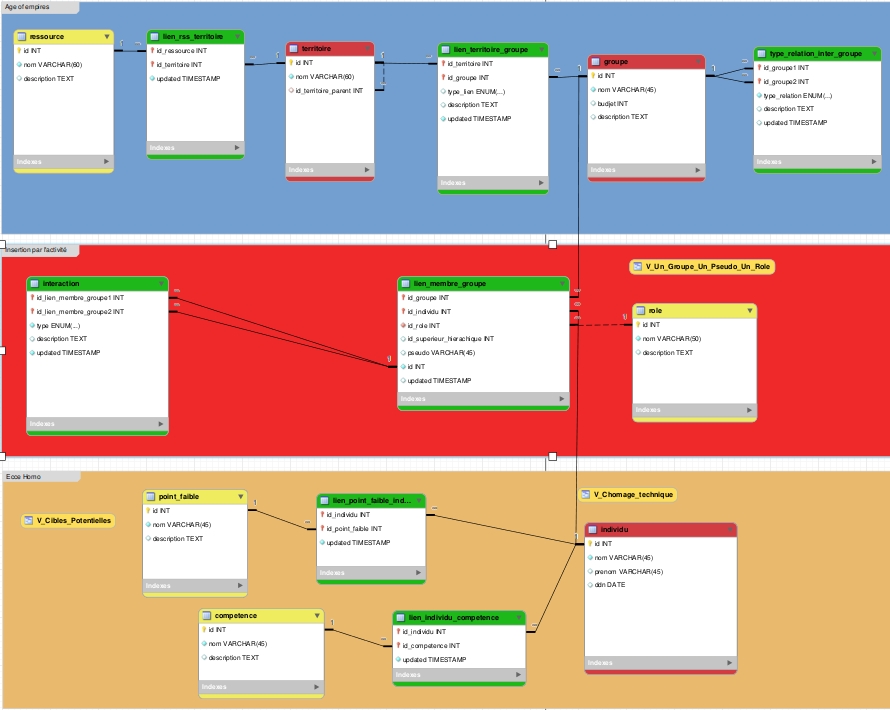 Age of empires
ressource
id INT
nom VARCHAR(60)
description TEXT
Indexes
lien_rss_territoire
id_ressource INT
id_territoire INT
updated TIMESTAMP
Indexes
territoire
id INT
nom VARCHAR(60)
id_territoire_parent INT
Indexes
lien_territoire_groupe
id_territoire INT
id_groupe INT
type_lien ENUM(...)
description TEXT
updated TIMESTAMP
Indexes
groupe
id INT
nom VARCHAR(45)
budjet INT
description TEXT
Indexes
type_relation_inter_groupe
id_groupe1 INT
id_groupe2 INT
type_relation ENUM(...)
description TEXT
updated TIMESTAMP
Indexes
Insertion par l'activité
interaction
id_lien_membre_groupe1 INT
id_lien_membre_groupe2 INT
type ENUM(...)
description TEXT
updated TIMESTAMP
Indexes
lien_membre_groupe
id_groupe INT
id_individu INT
id_role INT
id_superieur_hierachique INT
pseudo VARCHAR(45)
id INT
updated TIMESTAMP
Indexes
V_Un_Groupe_Un_Pseudo_Un_Role
role
id INT
nom VARCHAR(50)
description TEXT
Indexes
Ecce Homo
V_Cibles_Potentielles
point_faible
id INT
nom VARCHAR(45)
description TEXT
Indexes
lien_point_faible_ind...
id_individu INT
id_point_faible INT
updated TIMESTAMP
Indexes
V_Chomage_technique
individu
id INT
nom VARCHAR(45)
prenom VARCHAR(45)
ddn DATE
Indexes
competence
id INT
nom VARCHAR(45)
description TEXT
Indexes
lien_individu_competence
id_individu INT
id_competence INT
updated TIMESTAMP
Indexes